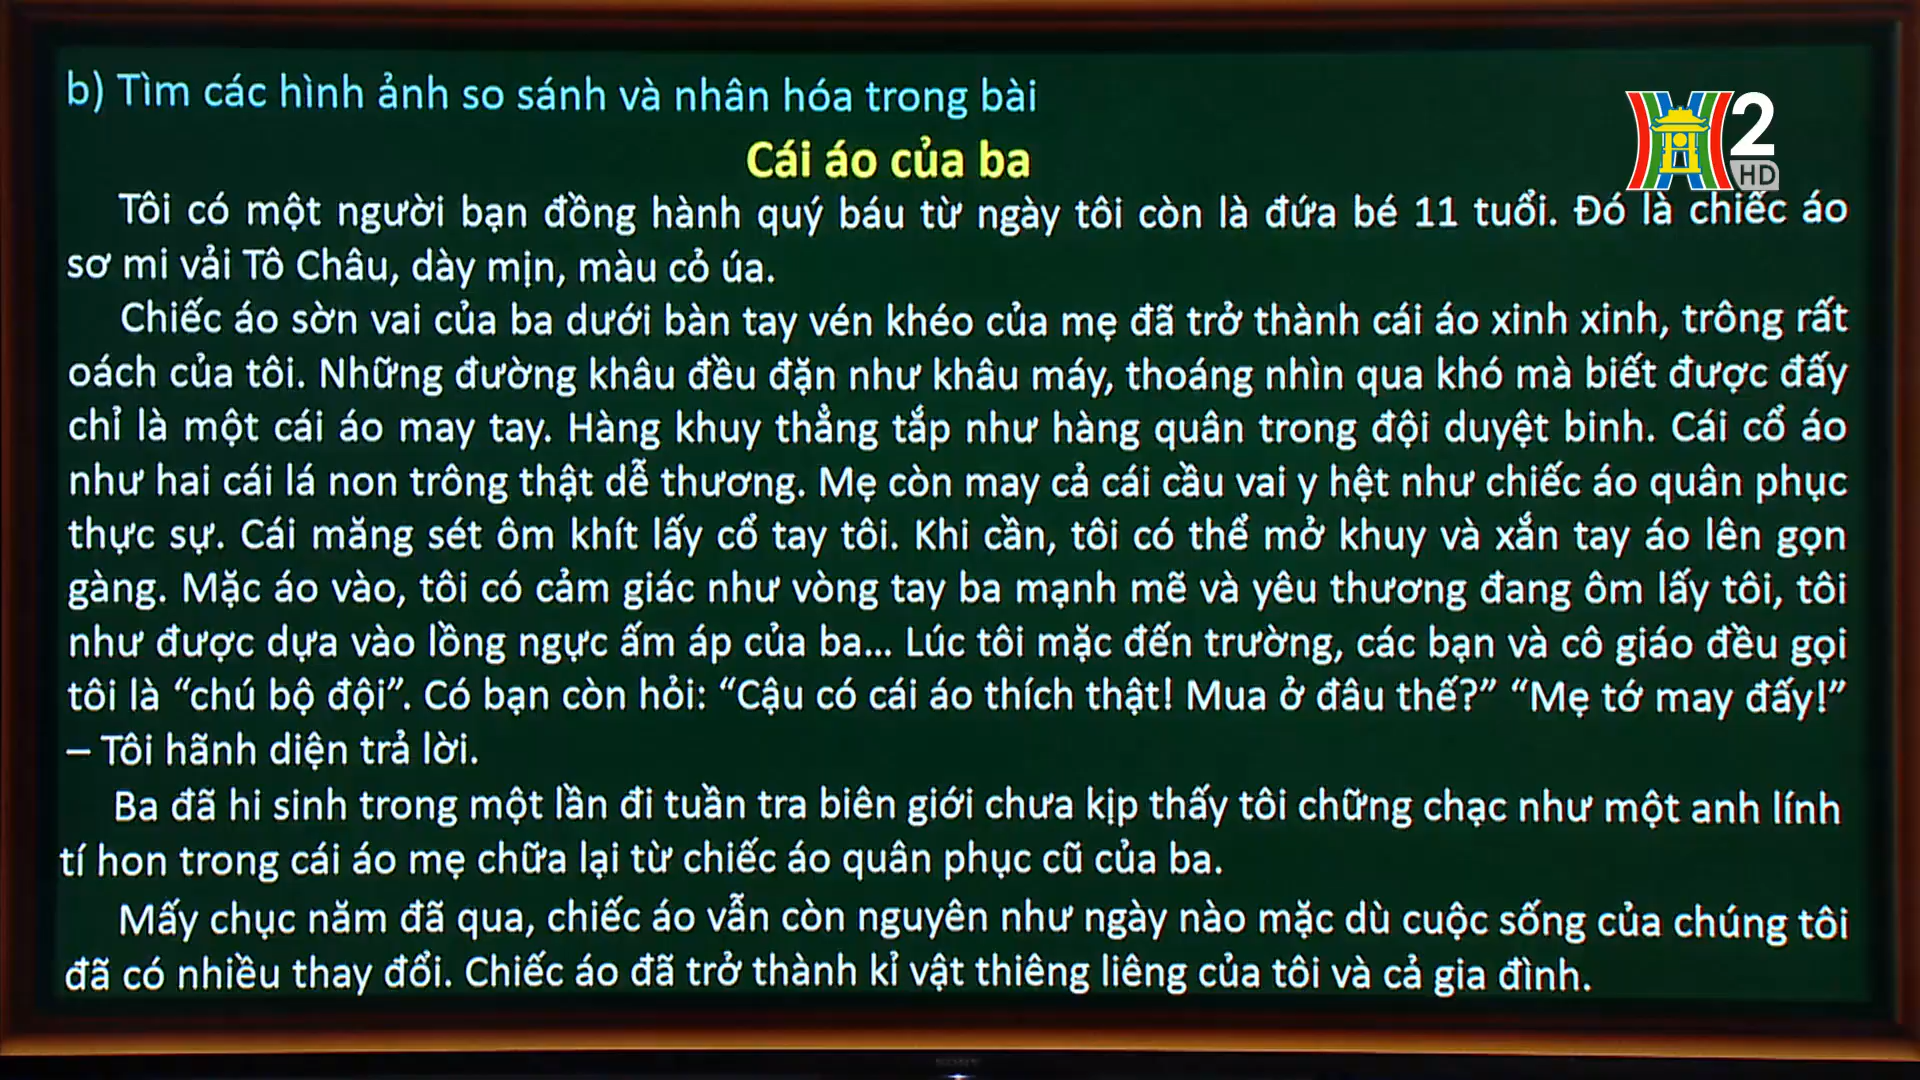 b) Tìm các hình ảnh so sánh và nhân hóa trong bài
2
HD
Cái áo của ba
Tôi có một người bạn đồng hành quý báu từ ngày tôi còn là đứa bé 11 tuổi. Đó là chiếc áo
sơ mi vải Tô Châu, dày mịn, màu cỏ úa.
Chiếc áo sờn vai của ba dưới bàn tay vén khéo của mẹ đã trở thành cái áo xinh xinh, trông rất
oách của tôi. Những đường khâu đều đặn như khâu máy, thoáng nhìn qua khó mà biết được đấy
chỉ là một cái áo may tay. Hàng khuy thẳng tắp như hàng quân trong đội duyệt binh. Cái cổ áo
như hai cái lá non trông thật dễ thương. Mẹ còn may cả cái cầu vai y hệt như chiếc áo quân phục
thực sự. Cái măng sét ôm khít lấy cổ tay tôi. Khi cần, tôi có thể mở khuy và xắn tay áo lên gọn
gàng. Mặc áo vào, tôi có cảm giác như vòng tay ba mạnh mẽ và yêu thương đang ôm lấy tôi, tôi
như được dựa vào lồng ngực ấm áp của ba... Lúc tôi mặc đến trường, các bạn và cô giáo đều gọi
tôi là “chú bộ đội”. Có bạn còn hỏi: “Cậu có cái áo thích thật! Mua ở đâu thế?” “Mẹ tớ may đấy!”
– Tôi hãnh diện trả lời.
Ba đã hi sinh trong một lần đi tuần tra biên giới chưa kịp thấy tôi chững chạc như một anh lính
tí hon trong cái áo mẹ chữa lại từ chiếc áo quân phục cũ của ba.
Mấy chục năm đã qua, chiếc áo vẫn còn nguyên như ngày nào mặc dù cuộc sống của chúng tôi
đã có nhiều thay đổi. Chiếc áo đã trở thành kỉ vật thiêng liêng của tôi và cả gia đình.